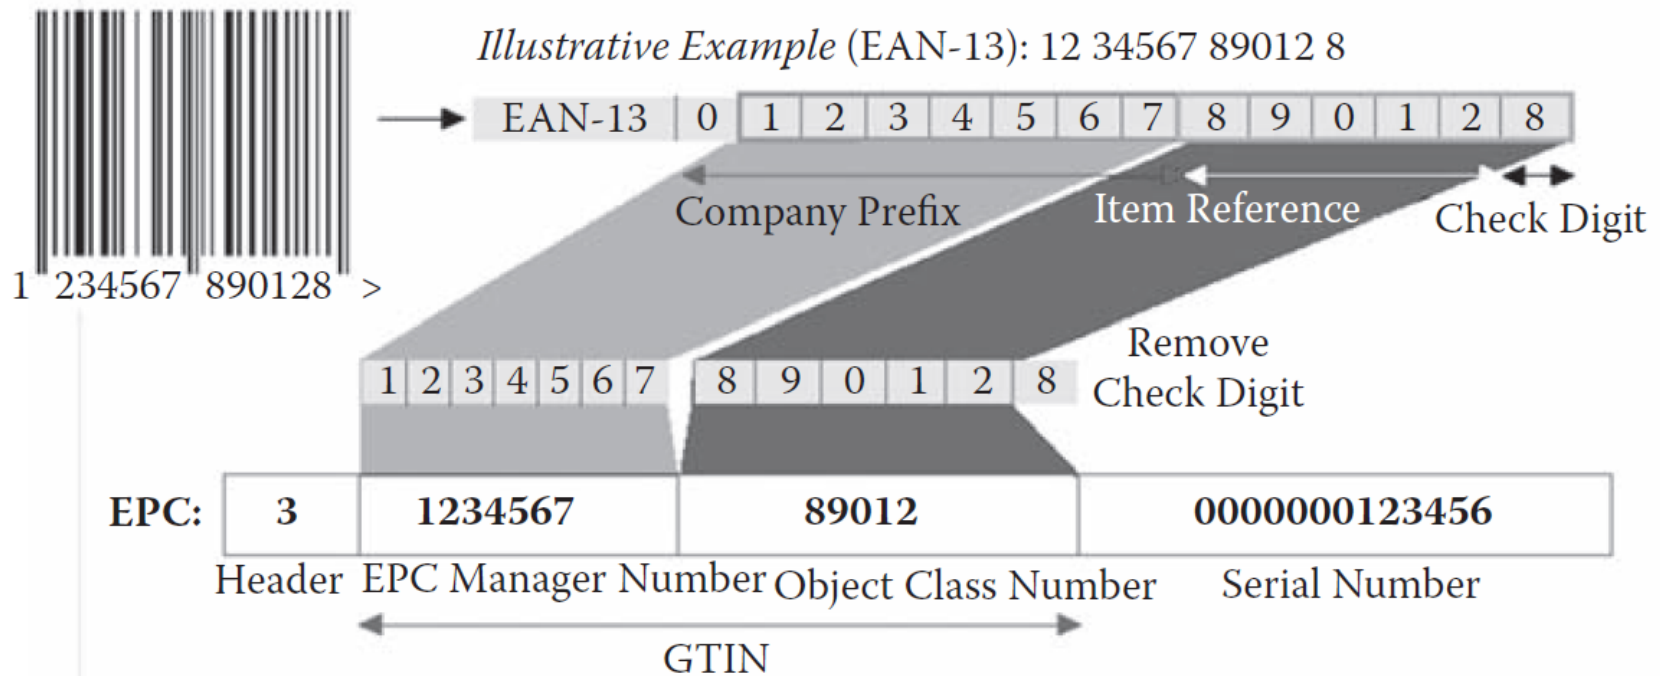 Illustrative Example (EAN-13): 12 34567 89012 8
EAN-13 0 1 2 3 4 5 6 7 8 9 0 1 2 8
Company Prefix Item Reference Check Digit
1 234567 890128 >
Remove
Check Digit
1 2 3 4 5 6 7 8 9 0 1 2 8
EPC: 3 1234567 89012 0000000123456
Header EPC Manager Number Object Class Number Serial Number
GTIN